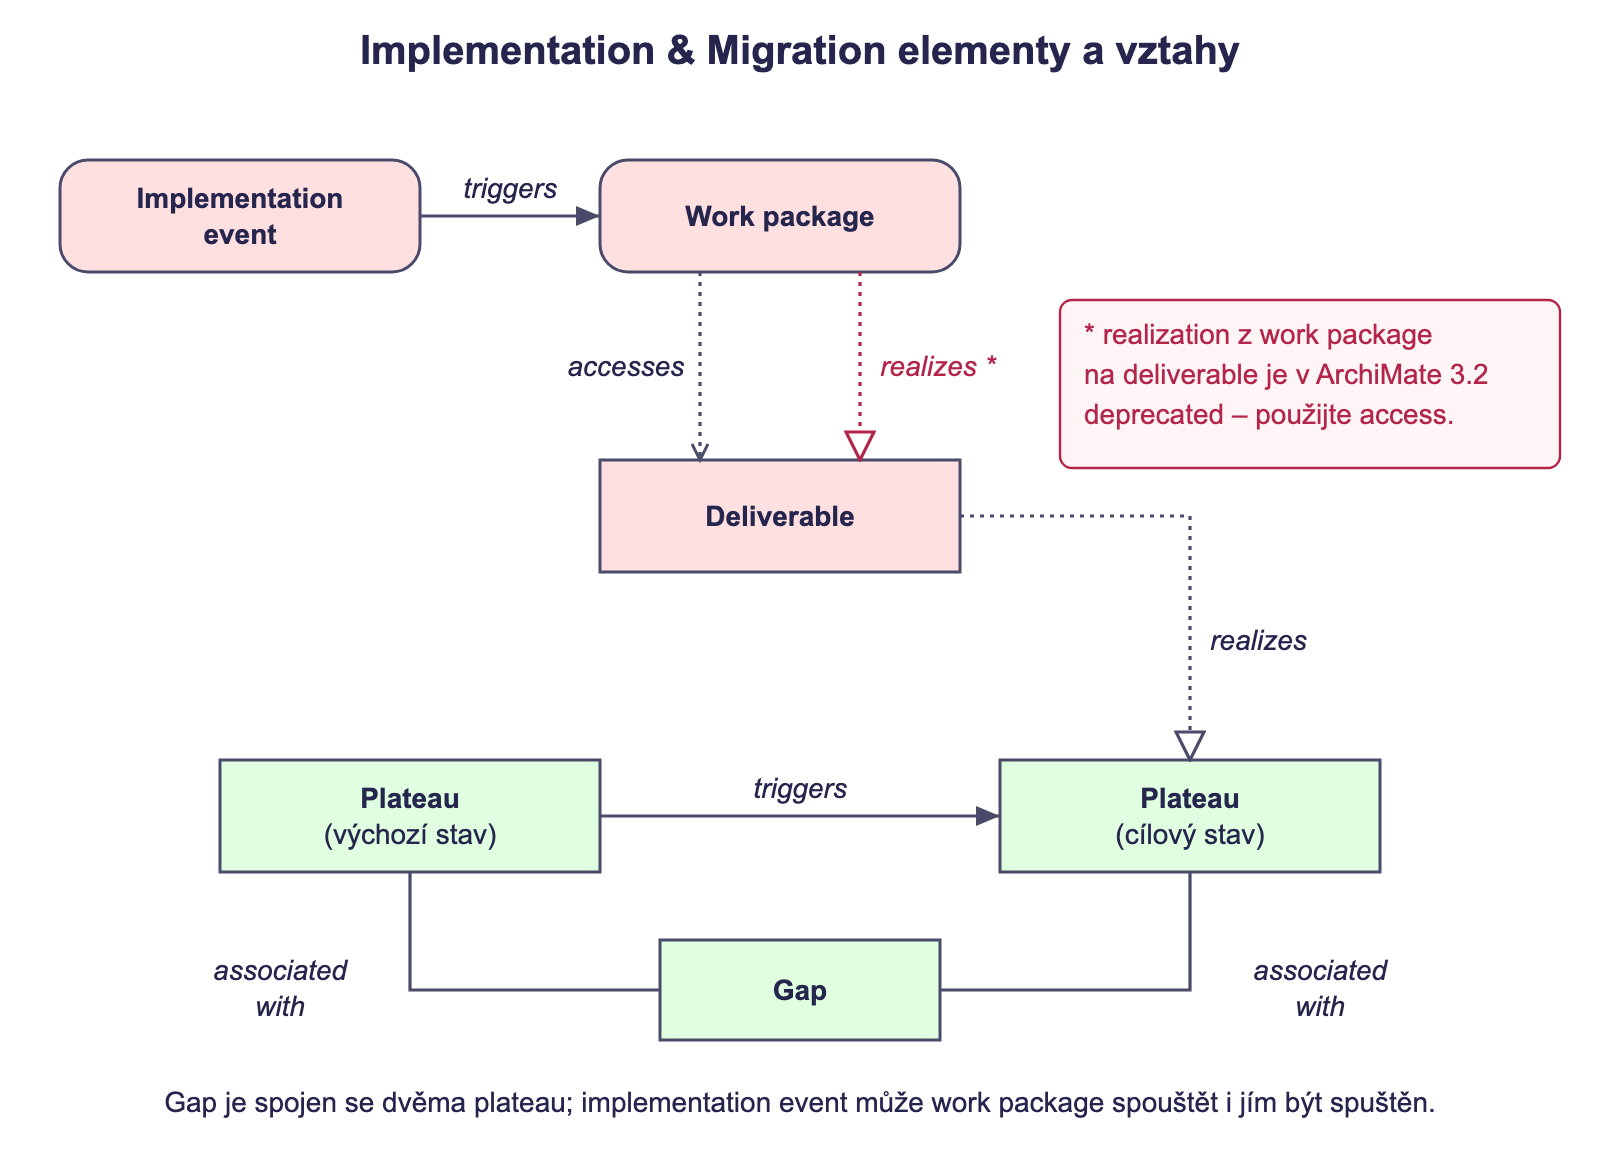 Implementation & Migration elementy a vztahy
Implementation
event
triggers
Work package
accesses
realizes *
* realization z work package
na deliverable je v ArchiMate 3.2
deprecated – použijte access.
Deliverable
realizes
Plateau
(výchozí stav)
triggers
Plateau
(cílový stav)
associated
with
Gap
associated
with
Gap je spojen se dvěma plateau; implementation event může work package spouštět i jím být spuštěn.